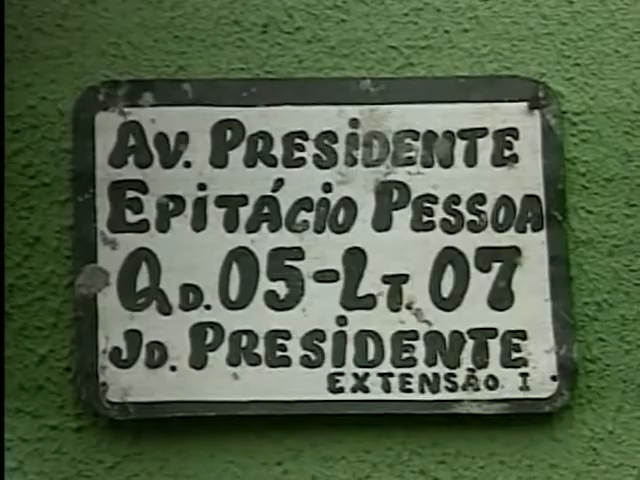 Av. PRESiDENTE
EPiTÁCiO PESSOA
QD. 05-LT. 07
JD. PRESiDENTE
EXTENSÃO I